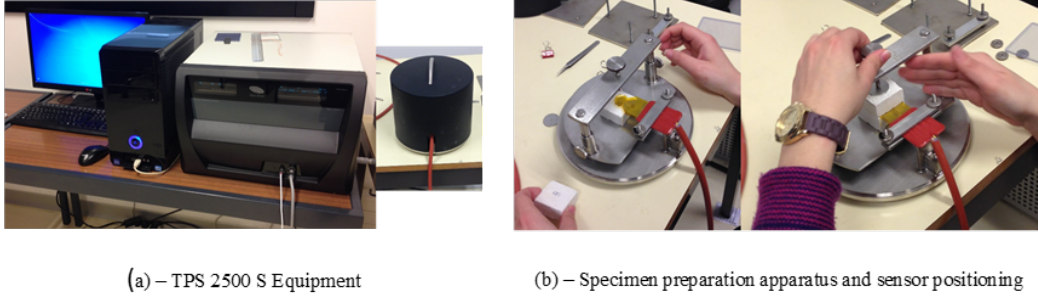 (a) – TPS 2500 S Equipment
(b) – Specimen preparation apparatus and sensor positioning